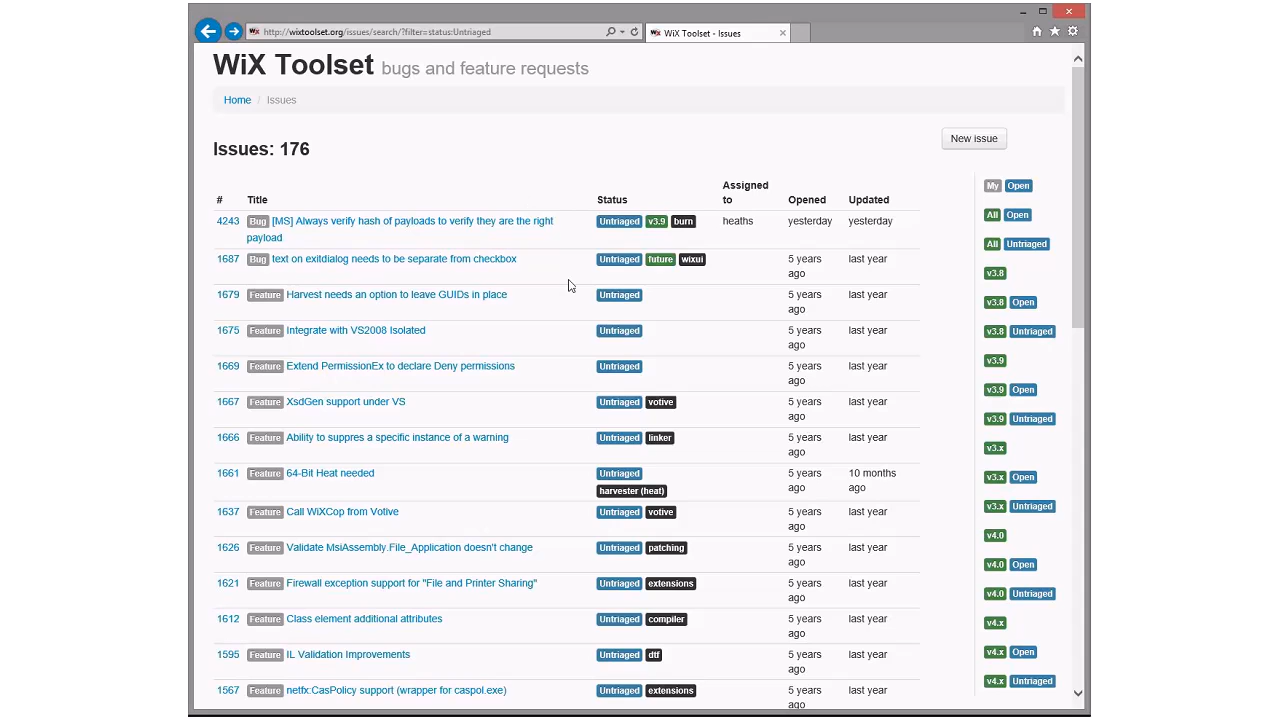 http://wixtoolset.org/issues/search/?filter=status:Untriaged
WiX Toolset - Issues
WiX Toolset bugs and feature requests
Home / Issues
Issues: 176
New issue
# Title Status Assigned to Opened Updated
4243 Bug [MS] Always verify hash of payloads to verify they are the right payload Untriaged v3.9 burn heaths yesterday yesterday
1687 Bug text on exitdialog needs to be separate from checkbox Untriaged future wixui 5 years ago last year
1679 Feature Harvest needs an option to leave GUIDs in place Untriaged 5 years ago last year
1675 Feature Integrate with VS2008 Isolated Untriaged 5 years ago last year
1669 Feature Extend PermissionEx to declare Deny permissions Untriaged 5 years ago last year
1667 Feature XsdGen support under VS Untriaged votive 5 years ago last year
1666 Feature Ability to suppres a specific instance of a warning Untriaged linker 5 years ago last year
1661 Feature 64-Bit Heat needed Untriaged harvester (heat) 5 years ago 10 months ago
1637 Feature Call WiXCop from Votive Untriaged votive 5 years ago last year
1626 Feature Validate MsiAssembly.File_Application doesn't change Untriaged patching 5 years ago last year
1621 Feature Firewall exception support for "File and Printer Sharing" Untriaged extensions 5 years ago last year
1612 Feature Class element additional attributes Untriaged compiler 5 years ago last year
1595 Feature IL Validation Improvements Untriaged dtf 5 years ago last year
1567 Feature netfx:CasPolicy support (wrapper for caspol.exe) Untriaged extensions 5 years ago last year
My Open
All Open
All Untriaged
v3.8
v3.8 Open
v3.8 Untriaged
v3.9
v3.9 Open
v3.9 Untriaged
v3.x
v3.x Open
v3.x Untriaged
v4.0
v4.0 Open
v4.0 Untriaged
v4.x
v4.x Open
v4.x Untriaged